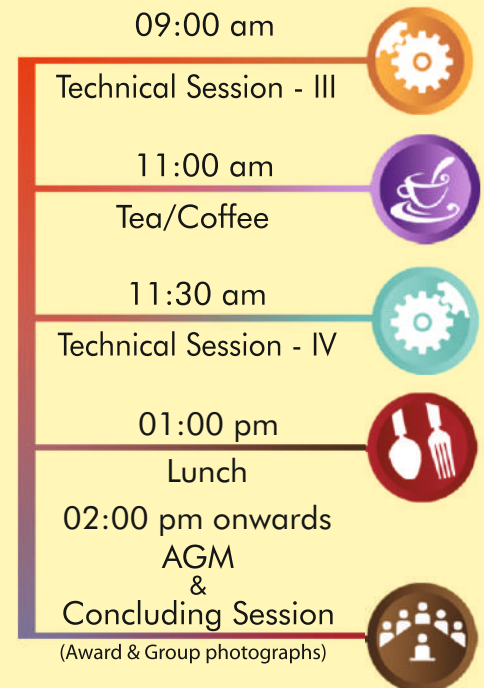 09:00 am
Technical Session - III
11:00 am
Tea/Coffee
11:30 am
Technical Session - IV
01:00 pm
Lunch
02:00 pm onwards
AGM
&
Concluding Session
(Award & Group photographs)